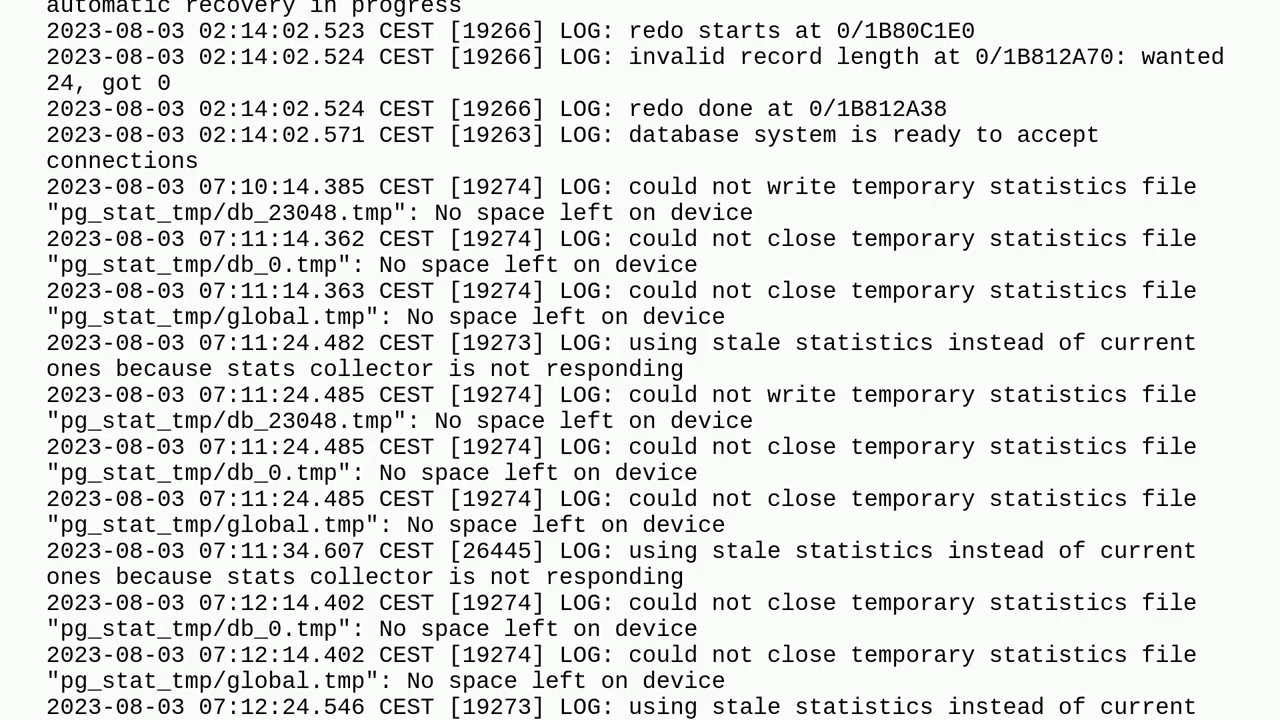 automatic recovery in progress
2023-08-03 02:14:02.523 CEST [19266] LOG: redo starts at 0/1B80C1E0
2023-08-03 02:14:02.524 CEST [19266] LOG: invalid record length at 0/1B812A70: wanted
24, got 0
2023-08-03 02:14:02.524 CEST [19266] LOG: redo done at 0/1B812A38
2023-08-03 02:14:02.571 CEST [19263] LOG: database system is ready to accept
connections
2023-08-03 07:10:14.385 CEST [19274] LOG: could not write temporary statistics file
"pg_stat_tmp/db_23048.tmp": No space left on device
2023-08-03 07:11:14.362 CEST [19274] LOG: could not close temporary statistics file
"pg_stat_tmp/db_0.tmp": No space left on device
2023-08-03 07:11:14.363 CEST [19274] LOG: could not close temporary statistics file
"pg_stat_tmp/global.tmp": No space left on device
2023-08-03 07:11:24.482 CEST [19273] LOG: using stale statistics instead of current
ones because stats collector is not responding
2023-08-03 07:11:24.485 CEST [19274] LOG: could not write temporary statistics file
"pg_stat_tmp/db_23048.tmp": No space left on device
2023-08-03 07:11:24.485 CEST [19274] LOG: could not close temporary statistics file
"pg_stat_tmp/db_0.tmp": No space left on device
2023-08-03 07:11:24.485 CEST [19274] LOG: could not close temporary statistics file
"pg_stat_tmp/global.tmp": No space left on device
2023-08-03 07:11:34.607 CEST [26445] LOG: using stale statistics instead of current
ones because stats collector is not responding
2023-08-03 07:12:14.402 CEST [19274] LOG: could not close temporary statistics file
"pg_stat_tmp/db_0.tmp": No space left on device
2023-08-03 07:12:14.402 CEST [19274] LOG: could not close temporary statistics file
"pg_stat_tmp/global.tmp": No space left on device
2023-08-03 07:12:24.546 CEST [19273] LOG: using stale statistics instead of current